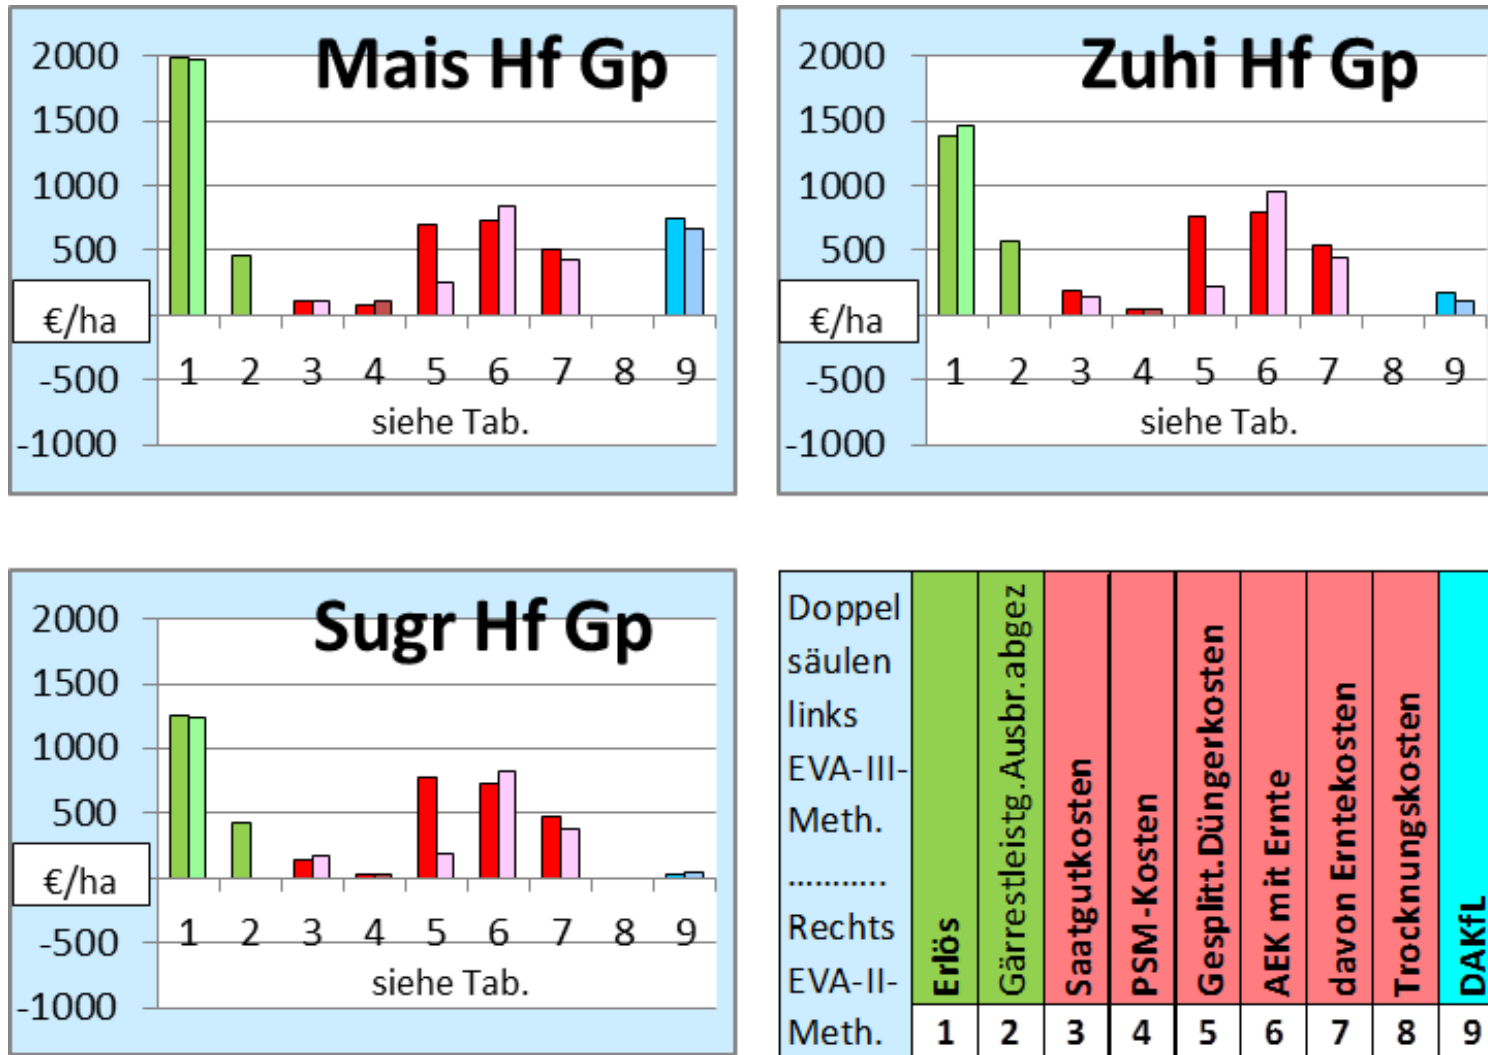 Mais Hf Gp
2000
1500
1000
500
€/ha
-500
-1000
1 2 3 4 5 6 7 8 9
siehe Tab.
Zuhi Hf Gp
2000
1500
1000
500
€/ha
-500
-1000
1 2 3 4 5 6 7 8 9
siehe Tab.
Sugr Hf Gp
2000
1500
1000
500
€/ha
-500
-1000
1 2 3 4 5 6 7 8 9
siehe Tab.
Doppel
säulen
links
EVA-III-
Meth.
...........
Rechts
EVA-II-
Meth.
Erlös
Gärrestleistg.Ausbr.abgez
Saatgutkosten
PSM-Kosten
Gesplitt.Düngerkosten
AEK mit Ernte
davon Erntekosten
Trocknungskosten
DAKfL
1 2 3 4 5 6 7 8 9